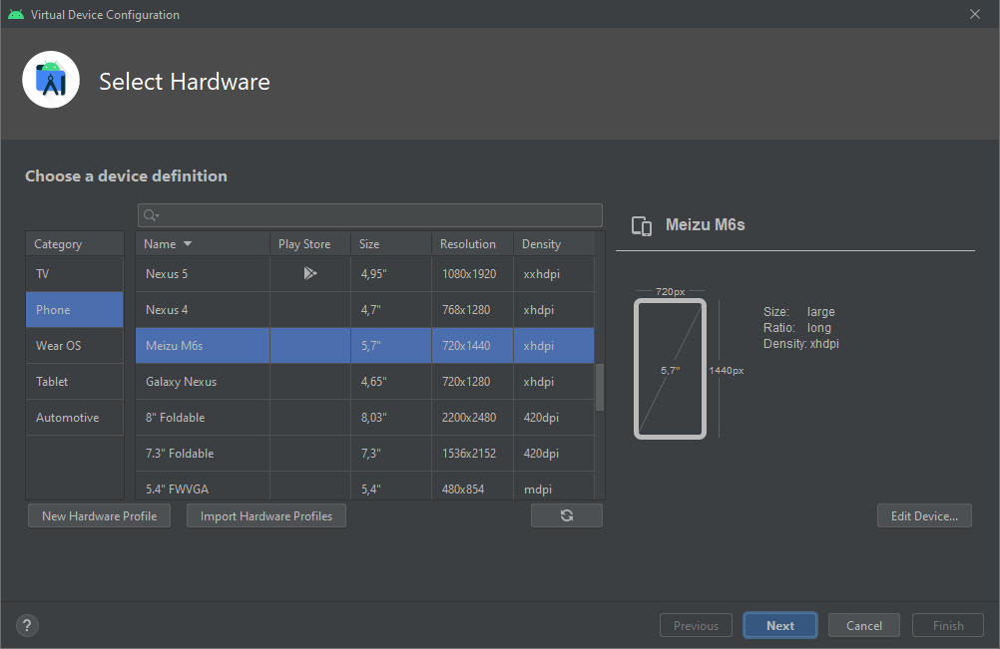 Virtual Device Configuration
Select Hardware
Choose a device definition
Category
TV
Phone
Wear OS
Tablet
Automotive
Name Play Store Size Resolution Density
Nexus 5 4,95" 1080x1920 xxhdpi
Nexus 4 4,7" 768x1280 xhdpi
Meizu M6s 5,7" 720x1440 xhdpi
Galaxy Nexus 4,65" 720x1280 xhdpi
8" Foldable 8,03" 2200x2480 420dpi
7.3" Foldable 7,3" 1536x2152 420dpi
5.4" FWVGA 5,4" 480x854 mdpi
New Hardware Profile Import Hardware Profiles
Meizu M6s
720px
5,7"
1440px
Size: large
Ratio: long
Density: xhdpi
Edit Device...
? Previous Next Cancel Finish